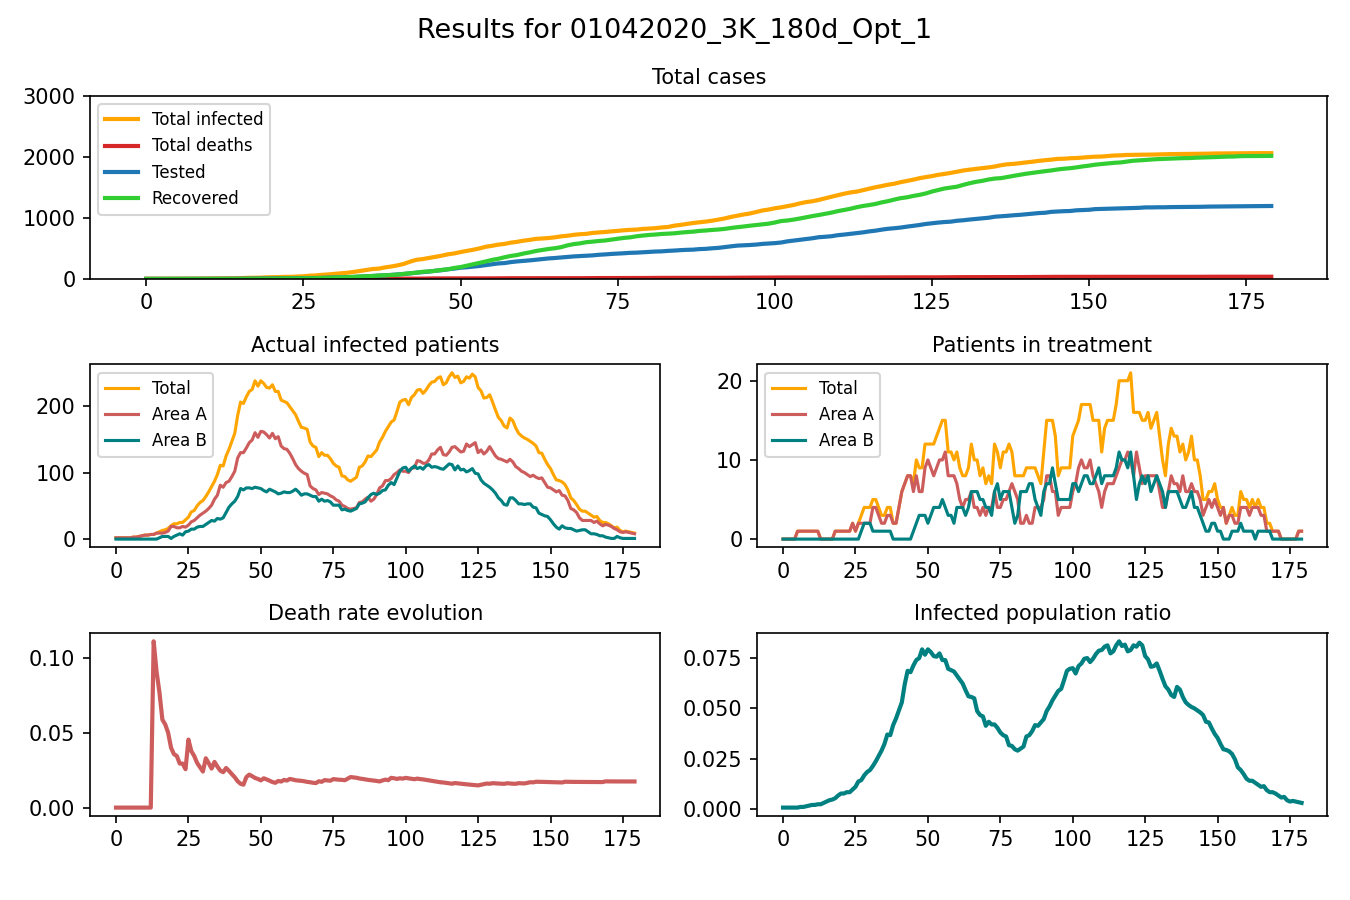 Results for 01042020_3K_180d_Opt_1
Total cases
3000
2000
1000
0
Total infected
Total deaths
Tested
Recovered
0 25 50 75 100 125 150 175
Actual infected patients
200
100
0
Total
Area A
Area B
0 25 50 75 100 125 150 175
Patients in treatment
20
10
0
Total
Area A
Area B
0 25 50 75 100 125 150 175
Death rate evolution
0.10
0.05
0.00
0 25 50 75 100 125 150 175
Infected population ratio
0.075
0.050
0.025
0.000
0 25 50 75 100 125 150 175